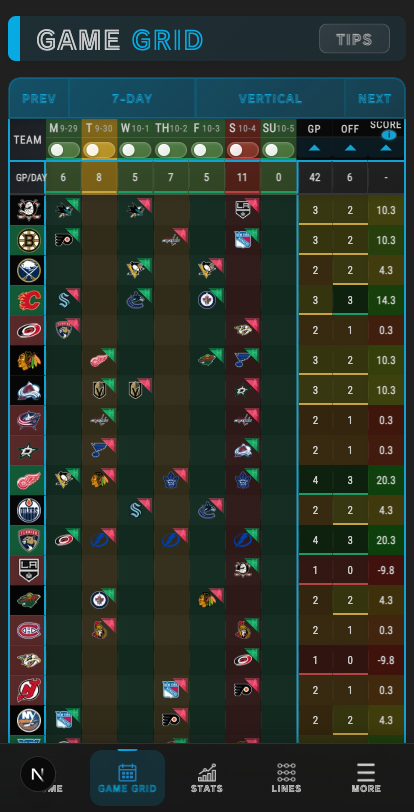 GAME GRID TIPS
PREV 7-DAY VERTICAL NEXT
TEAM M 9-29 T 9-30 W 10-1 TH 10-2 F 10-3 S 10-4 SU 10-5 GP OFF SCORE
GP/DAY 6 8 5 7 5 11 0 42 6 -
3 2 10.3
3 2 10.3
2 2 4.3
3 3 14.3
2 1 0.3
3 2 10.3
3 2 10.3
2 1 0.3
2 1 0.3
4 3 20.3
2 2 4.3
4 3 20.3
1 0 -9.8
2 2 4.3
2 1 0.3
1 0 -9.8
2 1 0.3
2 2 4.3
N ME GAME GRID STATS LINES MORE